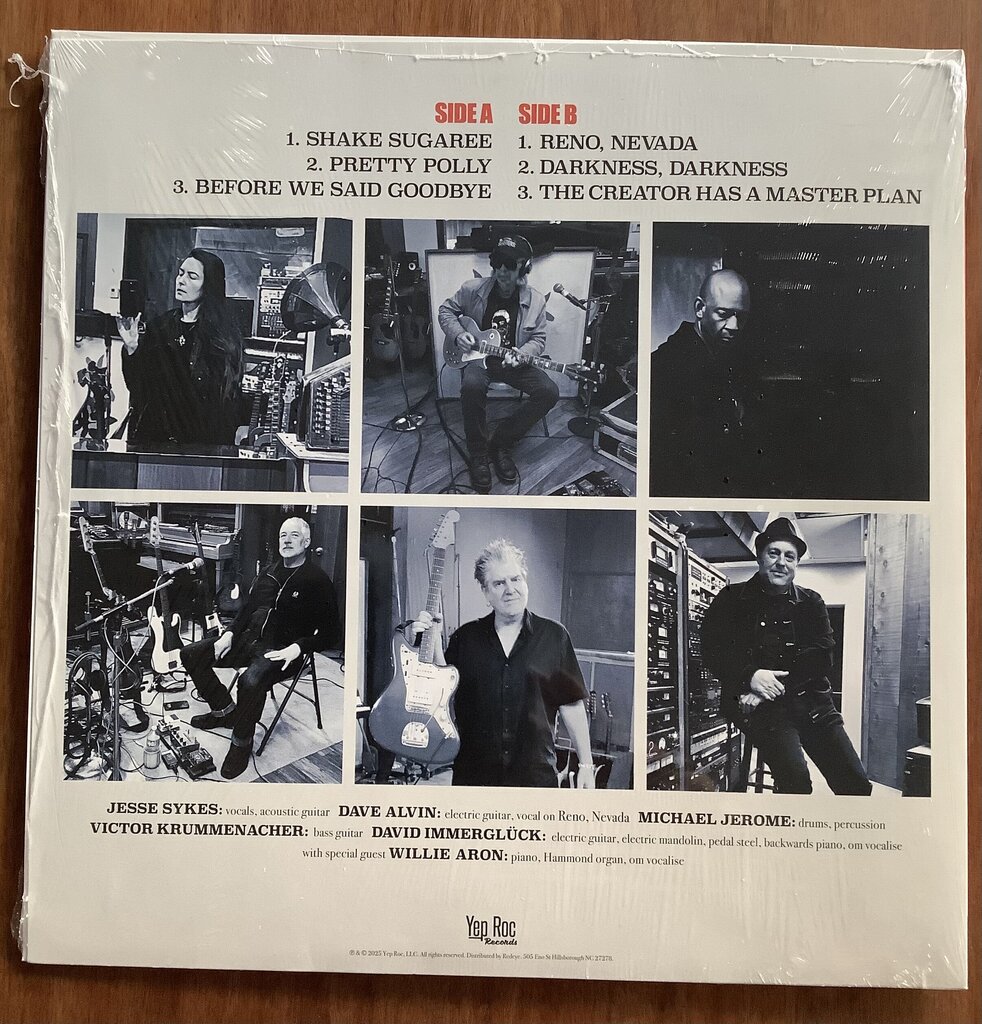 SIDE A
1. SHAKE SUGAREE
2. PRETTY POLLY
3. BEFORE WE SAID GOODBYE
SIDE B
1. RENO, NEVADA
2. DARKNESS, DARKNESS
3. THE CREATOR HAS A MASTER PLAN
JESSE SYKES: vocals, acoustic guitar DAVE ALVIN: electric guitar, vocal on Reno, Nevada MICHAEL JEROME: drums, percussion
VICTOR KRUMMENACHER: bass guitar DAVID IMMERGLÜCK: electric guitar, electric mandolin, pedal steel, backwards piano, om vocalise
with special guest WILLIE ARON: piano, Hammond organ, om vocalise
Yep Roc
Records
℗ & © 2025 Yep Roc, LLC. All rights reserved. Distributed by Redeye, 505 Eno St Hillsborough NC 27278.